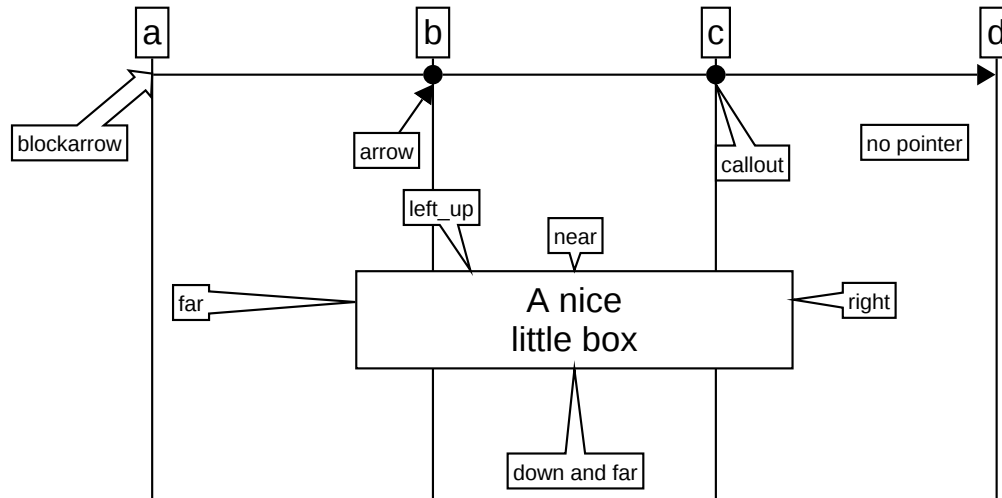 a
b
c
d
blockarrow
arrow
callout
no pointer
left_up
near
far
A nice
little box
right
down and far